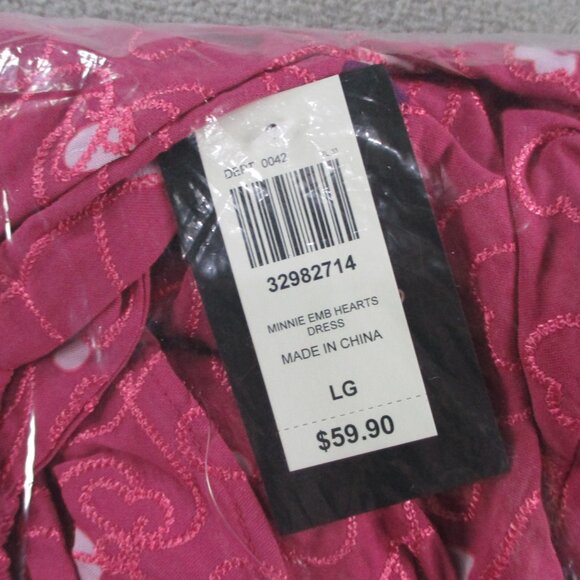 DEPT 0042
32982714
MINNIE EMB HEARTS
DRESS
MADE IN CHINA
LG
$59.90